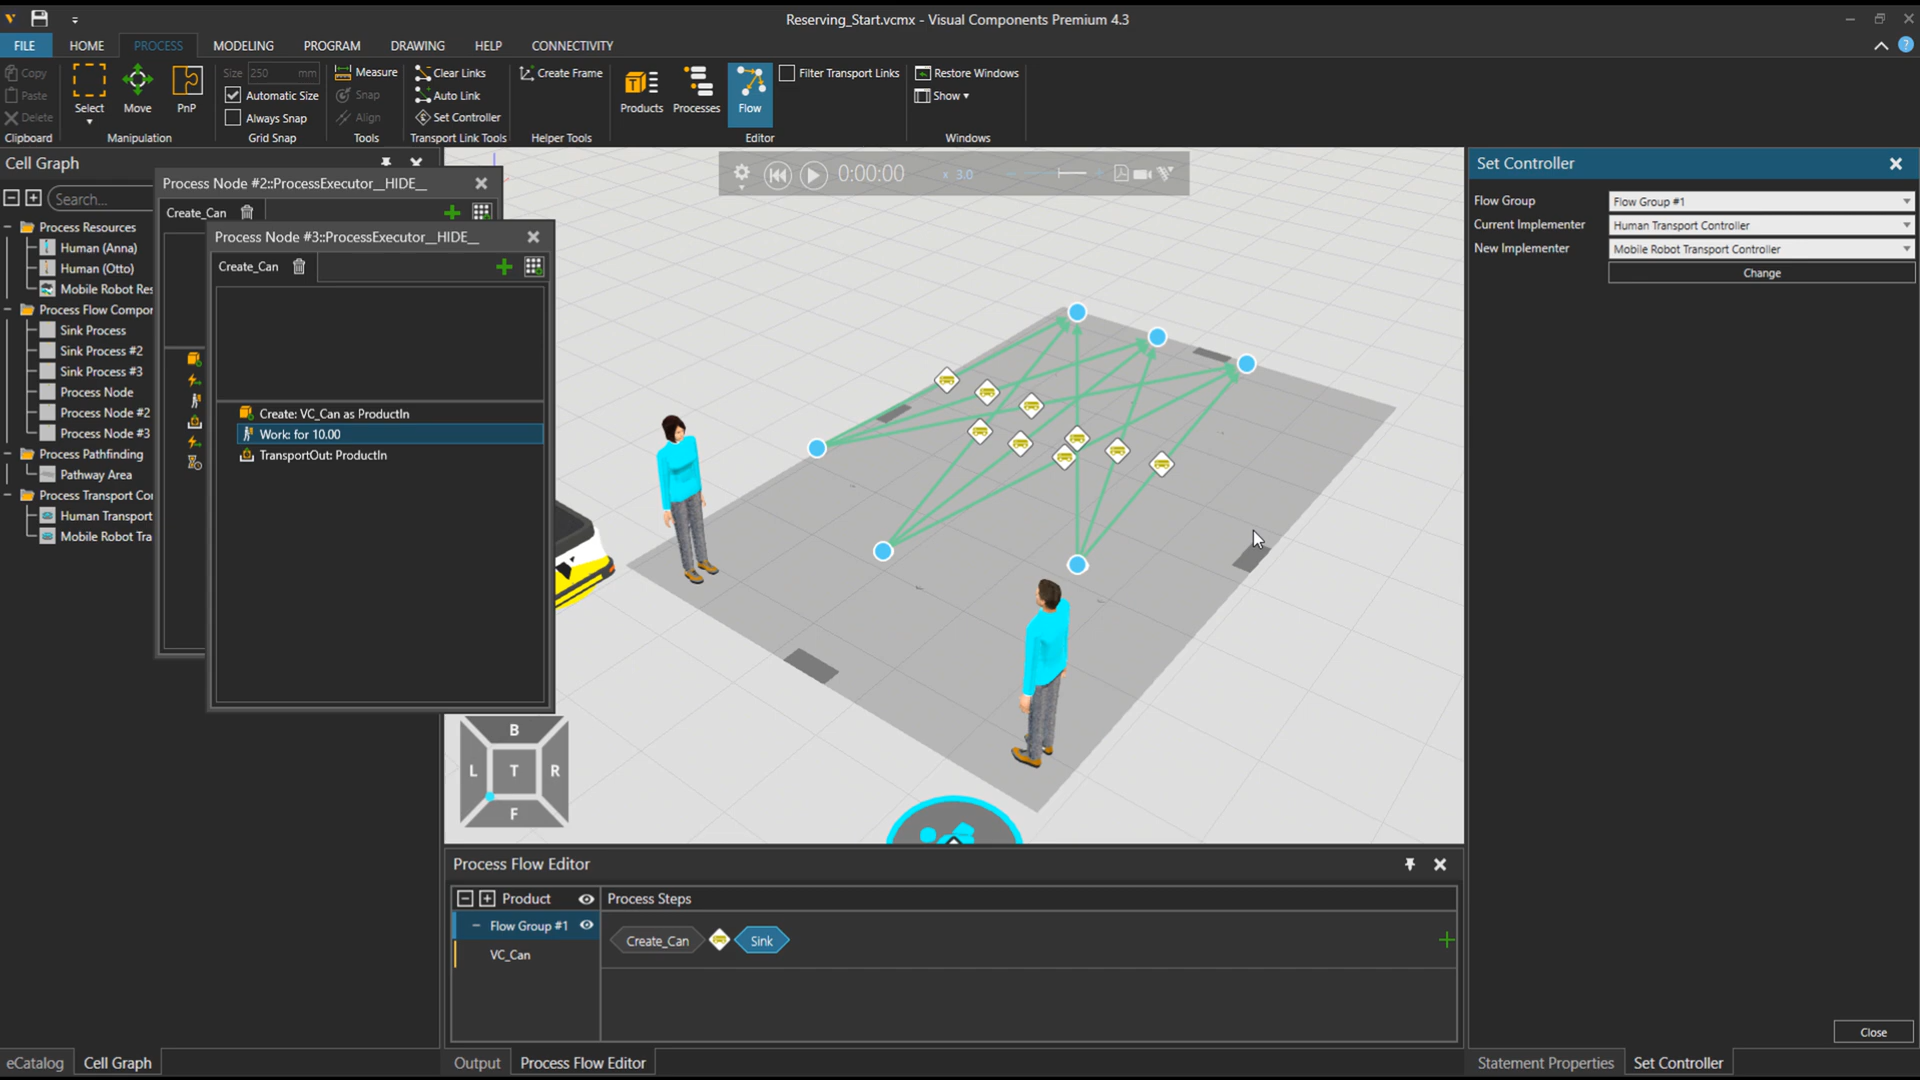 Reserving_Start.vcmx - Visual Components Premium 4.3
FILE HOME PROCESS MODELING PROGRAM DRAWING HELP CONNECTIVITY
Copy
Paste
Delete
Clipboard
Select
Move
PnP
Manipulation
Size 250 mm
Automatic Size
Always Snap
Grid Snap
Measure
Snap
Align
Tools
Clear Links
Auto Link
Set Controller
Transport Link Tools
Create Frame
Helper Tools
Products
Processes
Flow
Filter Transport Links
Editor
Restore Windows
Show
Windows
Cell Graph
Search...
Process Resources
Human (Anna)
Human (Otto)
Mobile Robot Res
Process Flow Compor
Sink Process
Sink Process #2
Sink Process #3
Process Node
Process Node #2
Process Node #3
Process Pathfinding
Pathway Area
Process Transport Co
Human Transport
Mobile Robot Tra
Process Node #2::ProcessExecutor__HIDE__
Create_Can
Process Node #3::ProcessExecutor__HIDE__
Create_Can
Create: VC_Can as ProductIn
Work: for 10.00
TransportOut: ProductIn
0:00:00
x 3.0
B
L T R
F
Set Controller
Flow Group Flow Group #1
Current Implementer Human Transport Controller
New Implementer Mobile Robot Transport Controller
Change
Process Flow Editor
Product
Process Steps
Flow Group #1
VC_Can
Create_Can
Sink
Close
eCatalog Cell Graph
Output Process Flow Editor
Statement Properties Set Controller